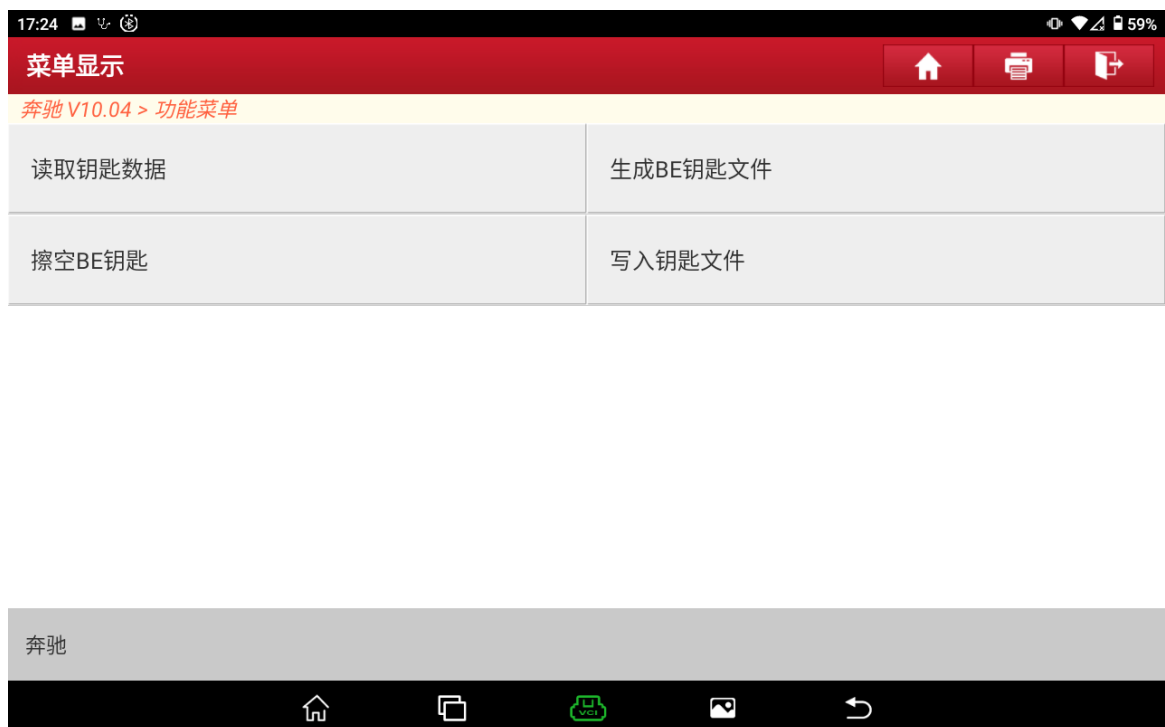 17:24 59%
菜单显示
奔驰 V10.04 > 功能菜单
读取钥匙数据 生成BE钥匙文件
擦空BE钥匙 写入钥匙文件
奔驰
VCI